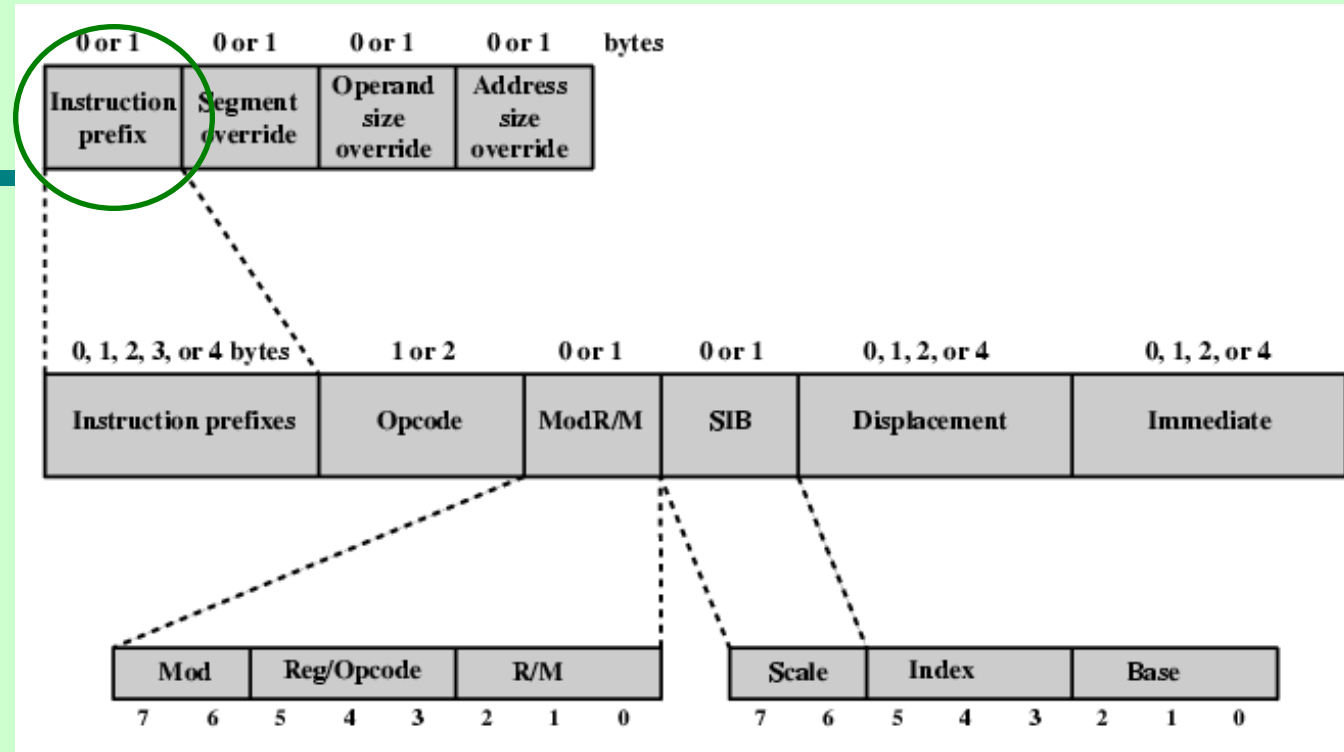 0 or 1 0 or 1 0 or 1 0 or 1 bytes
Instruction prefix Segment override Operand size override Address size override
0, 1, 2, 3, or 4 bytes 1 or 2 0 or 1 0 or 1 0, 1, 2, or 4 0, 1, 2, or 4
Instruction prefixes Opcode ModR/M SIB Displacement Immediate
Mod Reg/Opcode R/M Scale Index Base
7 6 5 4 3 2 1 0 7 6 5 4 3 2 1 0